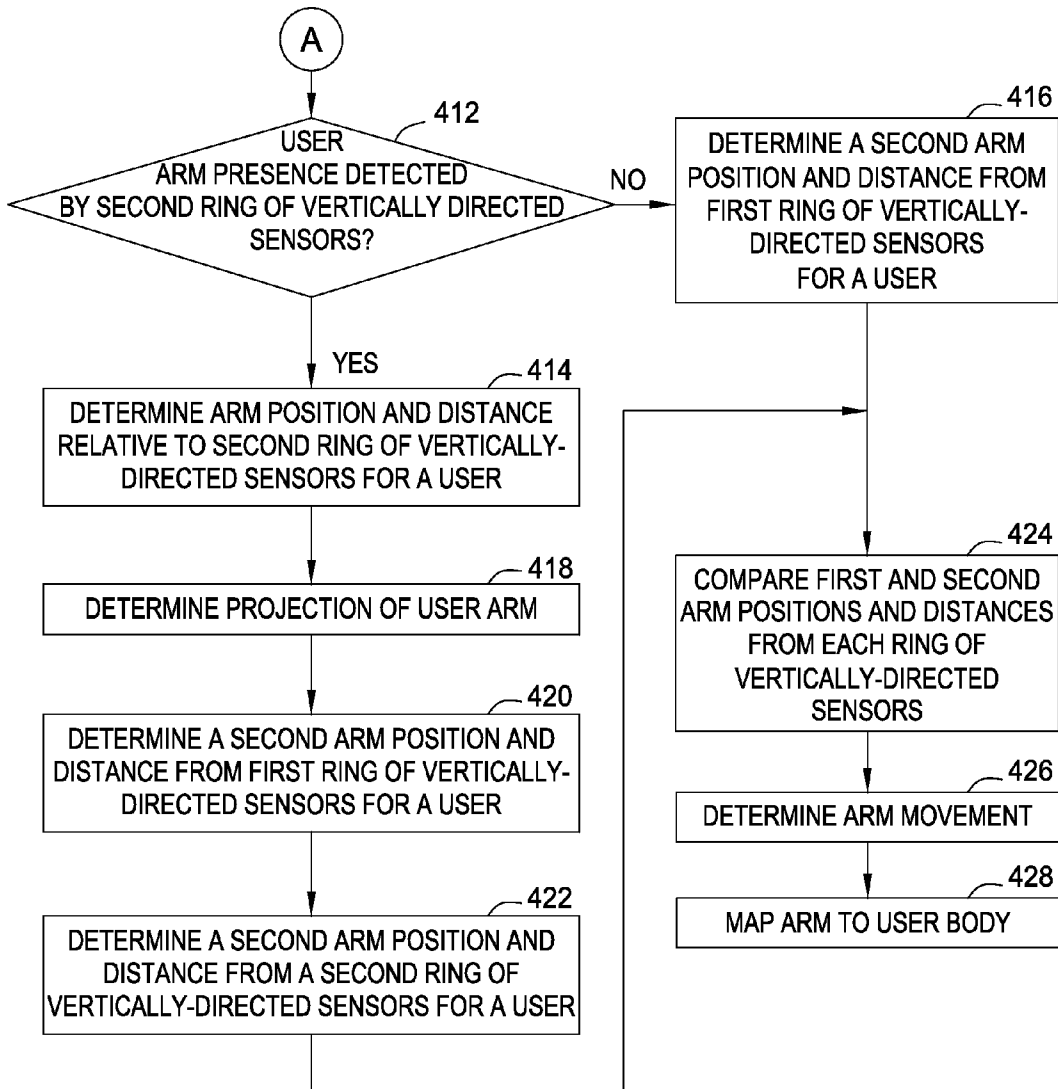 A
412
USER
ARM PRESENCE DETECTED
BY SECOND RING OF VERTICALLY DIRECTED
SENSORS?
NO
416
DETERMINE A SECOND ARM
POSITION AND DISTANCE FROM
FIRST RING OF VERTICALLY-
DIRECTED SENSORS
FOR A USER
YES
414
DETERMINE ARM POSITION AND DISTANCE
RELATIVE TO SECOND RING OF VERTICALLY-
DIRECTED SENSORS FOR A USER
418
DETERMINE PROJECTION OF USER ARM
420
DETERMINE A SECOND ARM POSITION AND
DISTANCE FROM FIRST RING OF VERTICALLY-
DIRECTED SENSORS FOR A USER
422
DETERMINE A SECOND ARM POSITION AND
DISTANCE FROM A SECOND RING OF
VERTICALLY-DIRECTED SENSORS FOR A USER
424
COMPARE FIRST AND SECOND
ARM POSITIONS AND DISTANCES
FROM EACH RING OF
VERTICALLY-DIRECTED
SENSORS
426
DETERMINE ARM MOVEMENT
428
MAP ARM TO USER BODY